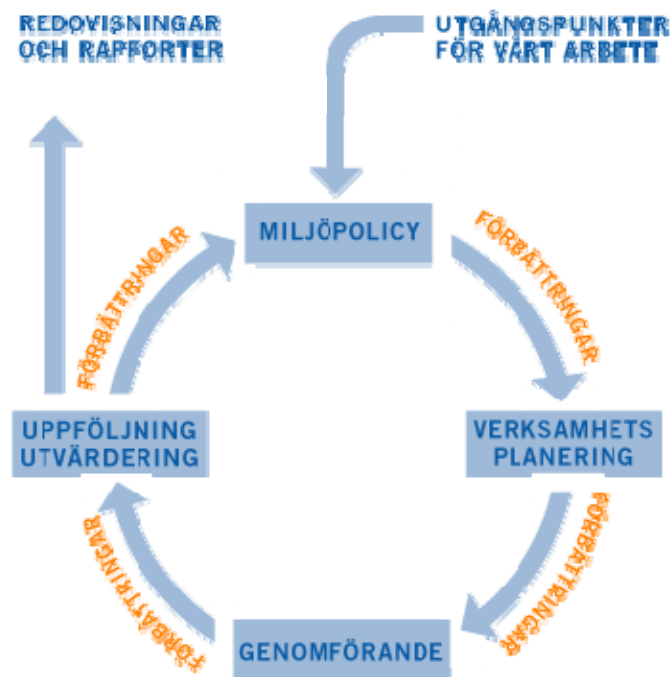 REDOVISNINGAR
OCH RAPPORTER
UTGÅNGSPUNKTER
FÖR VÅRT ARBETE
MILJÖPOLICY
FÖRBÄTTRINGAR
FÖRBÄTTRINGAR
UPPFÖLJNING
UTVÄRDERING
VERKSAMHETS
PLANERING
FÖRBÄTTRINGAR
FÖRBÄTTRINGAR
GENOMFÖRANDE